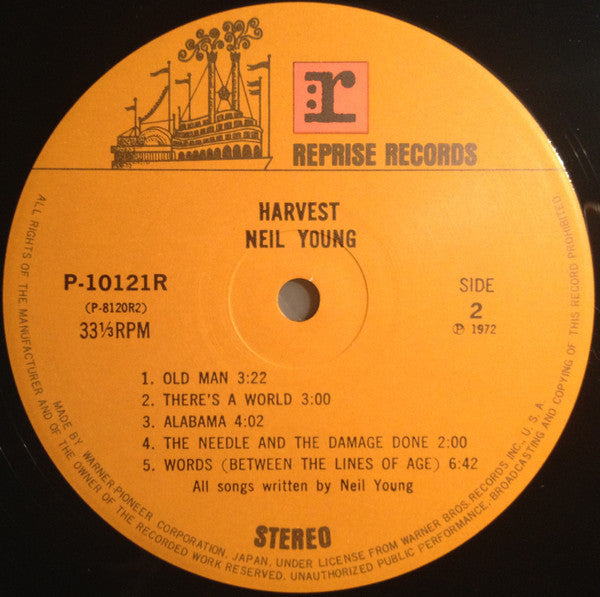 r
REPRISE RECORDS
HARVEST
NEIL YOUNG
P-10121R
(P-8120R2)
33⅓RPM
SIDE
2
℗ 1972
1. OLD MAN 3:22
2. THERE'S A WORLD 3:00
3. ALABAMA 4:02
4. THE NEEDLE AND THE DAMAGE DONE 2:00
5. WORDS (BETWEEN THE LINES OF AGE) 6:42
All songs written by Neil Young
STEREO
ALL RIGHTS OF THE MANUFACTURER AND OF THE OWNER OF THE RECORDED WORK RESERVED. UNAUTHORIZED PUBLIC PERFORMANCE, BROADCASTING AND COPYING OF THIS RECORD PROHIBITED.
MADE BY WARNER-PIONEER CORPORATION, JAPAN, UNDER LICENSE FROM WARNER BROS. RECORDS INC., U.S.A.